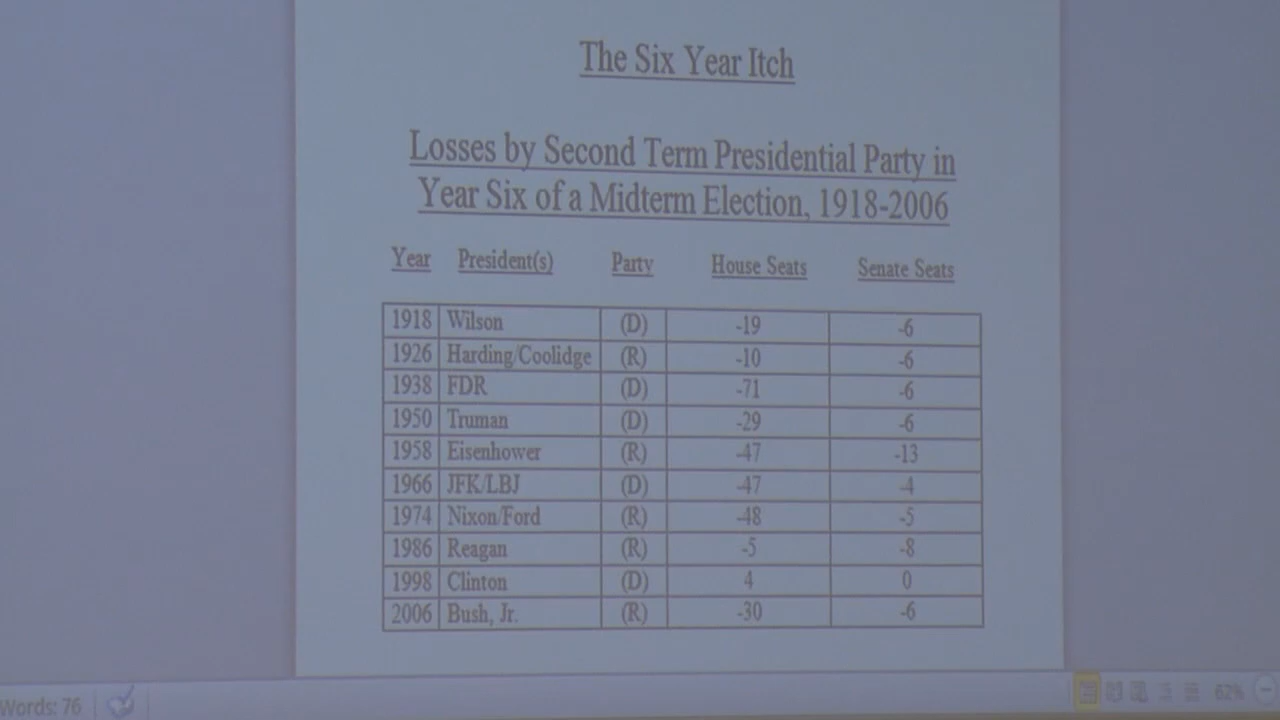 The Six Year Itch
Losses by Second Term Presidential Party in
Year Six of a Midterm Election, 1918-2006
Year President(s) Party House Seats Senate Seats
1918 Wilson (D) -19 -6
1926 Harding/Coolidge (R) -10 -6
1938 FDR (D) -71 -6
1950 Truman (D) -29 -6
1958 Eisenhower (R) -47 -13
1966 JFK/LBJ (D) -47 -4
1974 Nixon/Ford (R) -48 -5
1986 Reagan (R) -5 -8
1998 Clinton (D) 4 0
2006 Bush, Jr. (R) -30 -6
Words: 76 62%